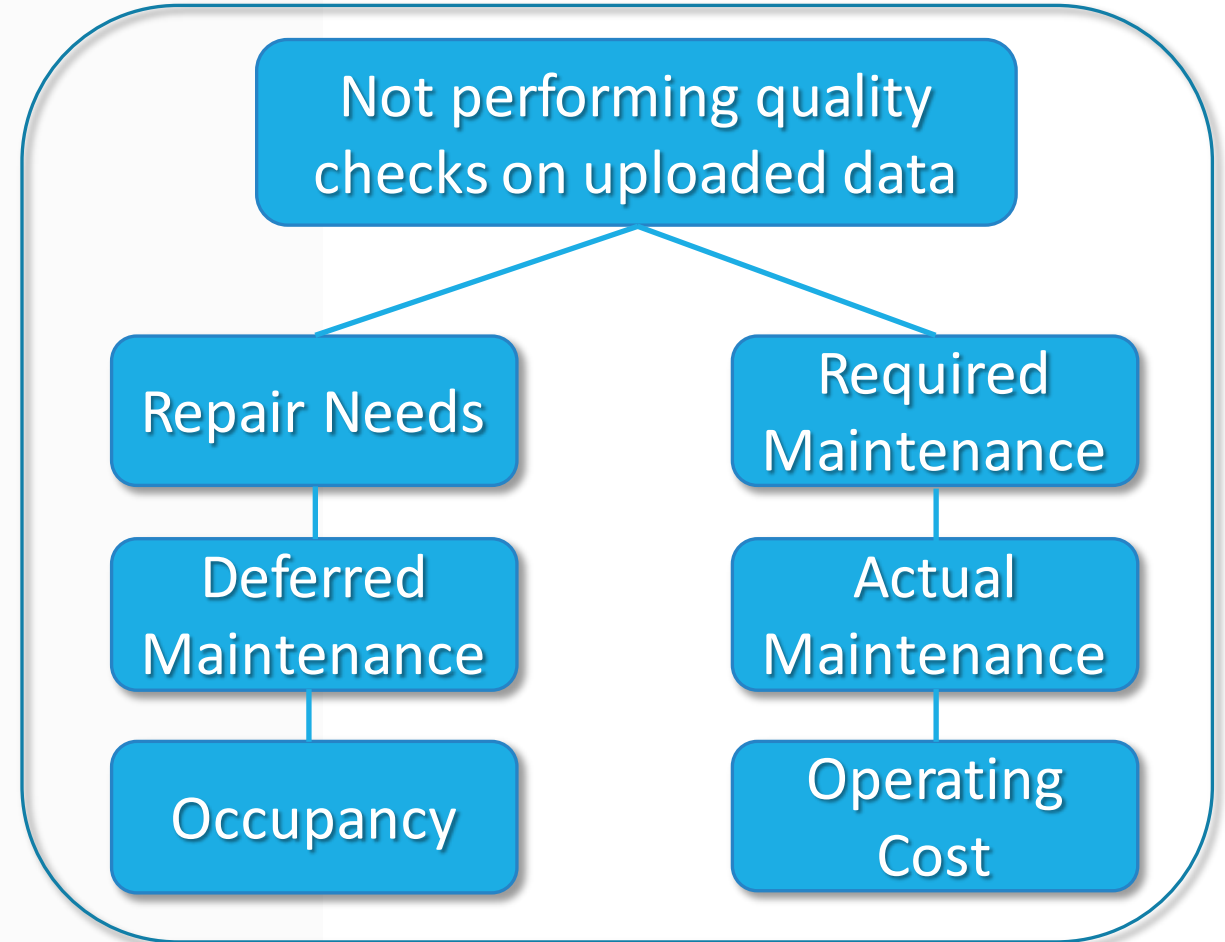 Not performing quality
checks on uploaded data
Repair Needs
Deferred
Maintenance
Occupancy
Required
Maintenance
Actual
Maintenance
Operating
Cost